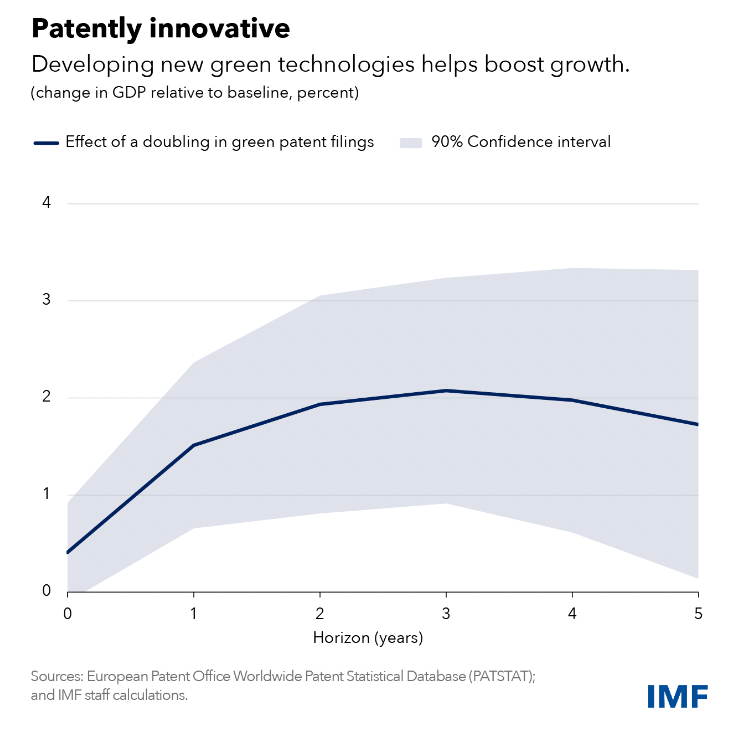 Patently innovative
Developing new green technologies helps boost growth.
(change in GDP relative to baseline, percent)
Effect of a doubling in green patent filings
90% Confidence interval
4
3
2
1
0
0 1 2 3 4 5
Horizon (years)
Sources: European Patent Office Worldwide Patent Statistical Database (PATSTAT);
and IMF staff calculations.
IMF